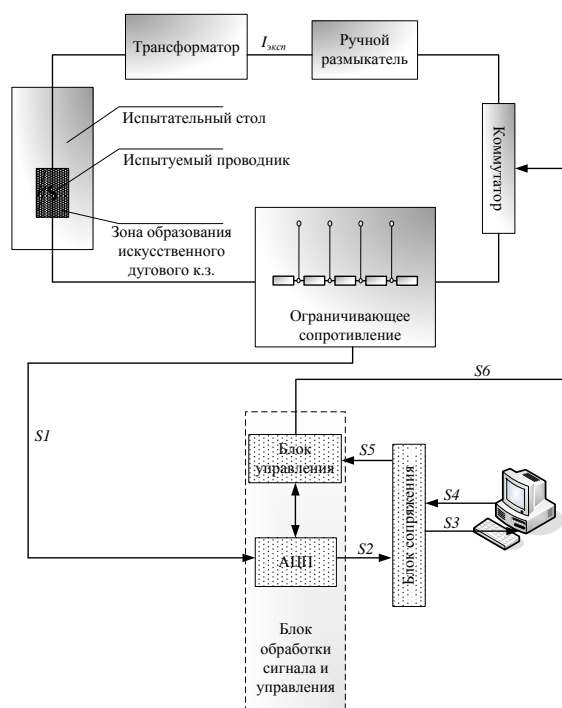 Трансформатор
Iэксп
Ручной
размыкатель
Испытательный стол
Испытуемый проводник
Зона образования
искусственного
дугового к.з.
Коммутатор
Ограничивающее
сопротивление
S6
S1
Блок
управления
S5
S4
S3
Блок сопряжения
АЦП
S2
Блок
обработки
сигнала и
управления